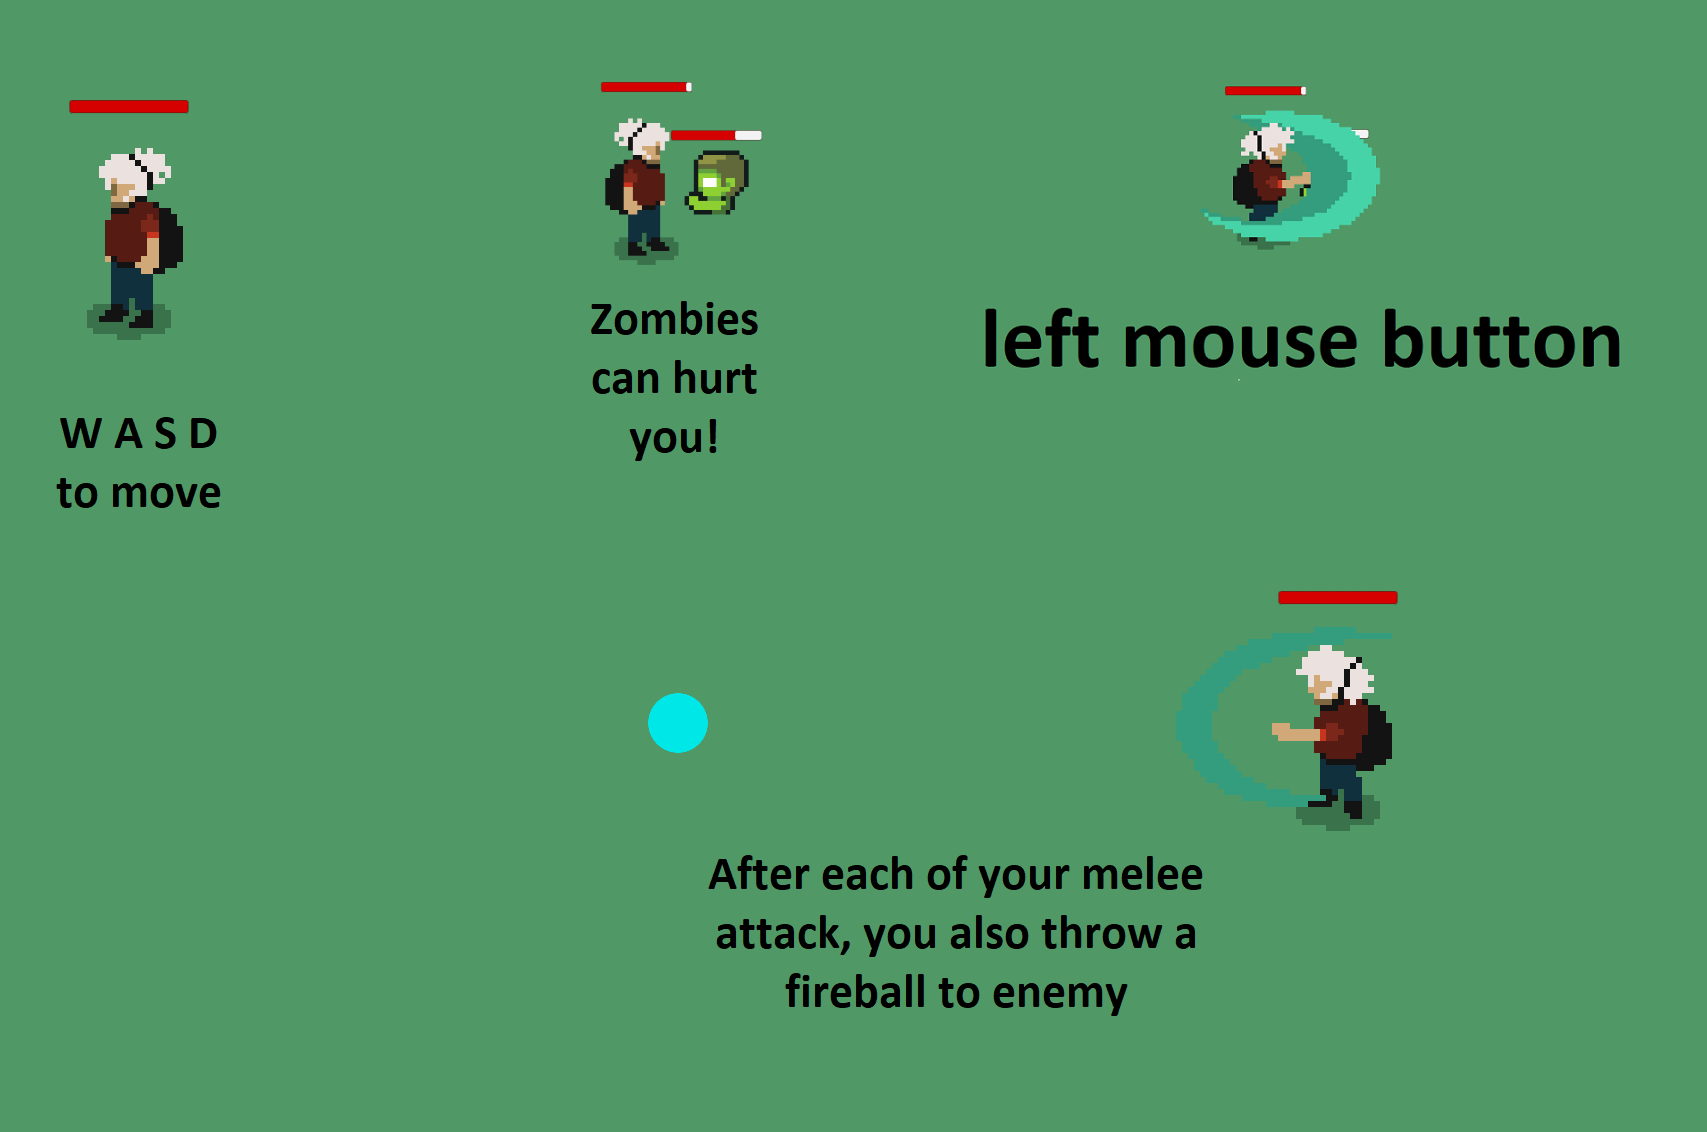 W A S D
to move
Zombies
can hurt
you!
left mouse button
After each of your melee
attack, you also throw a
fireball to enemy